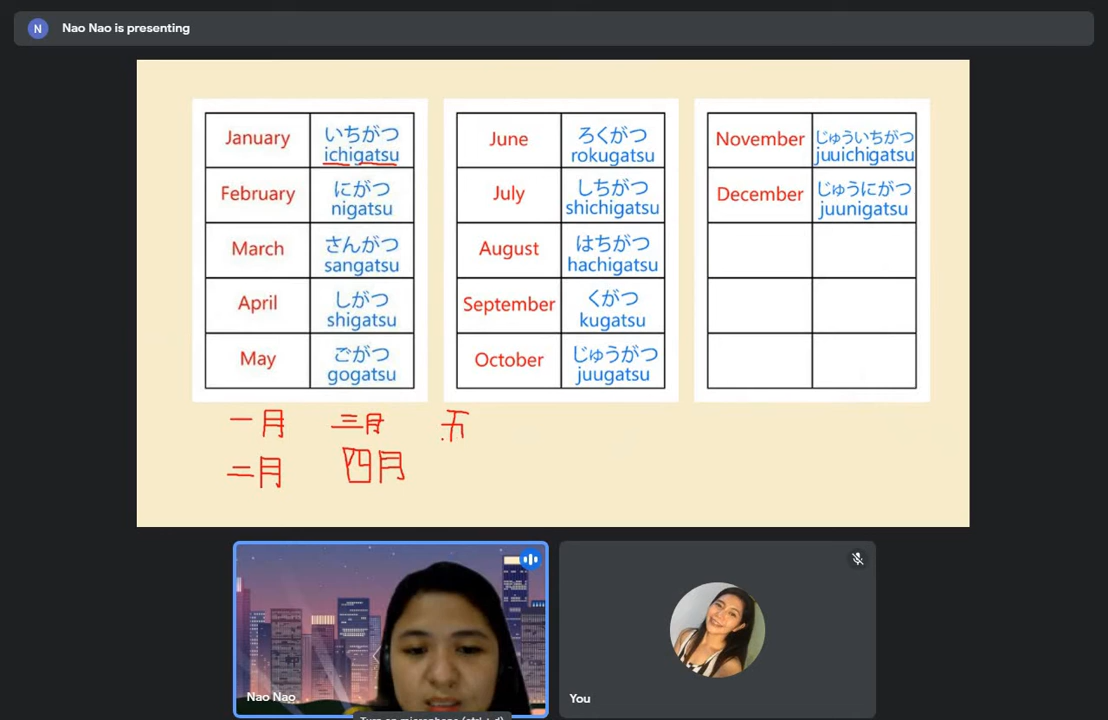 N
Nao Nao is presenting
January いちがつ ichigatsu
February にがつ nigatsu
March さんがつ sangatsu
April しがつ shigatsu
May ごがつ gogatsu
June ろくがつ rokugatsu
July しちがつ shichigatsu
August はちがつ hachigatsu
September くがつ kugatsu
October じゅうがつ juugatsu
November じゅういちがつ juuichigatsu
December じゅうにがつ juunigatsu
一月
二月
三月
四月
Nao Nao
You
Turn on microphone (ctrl + d)